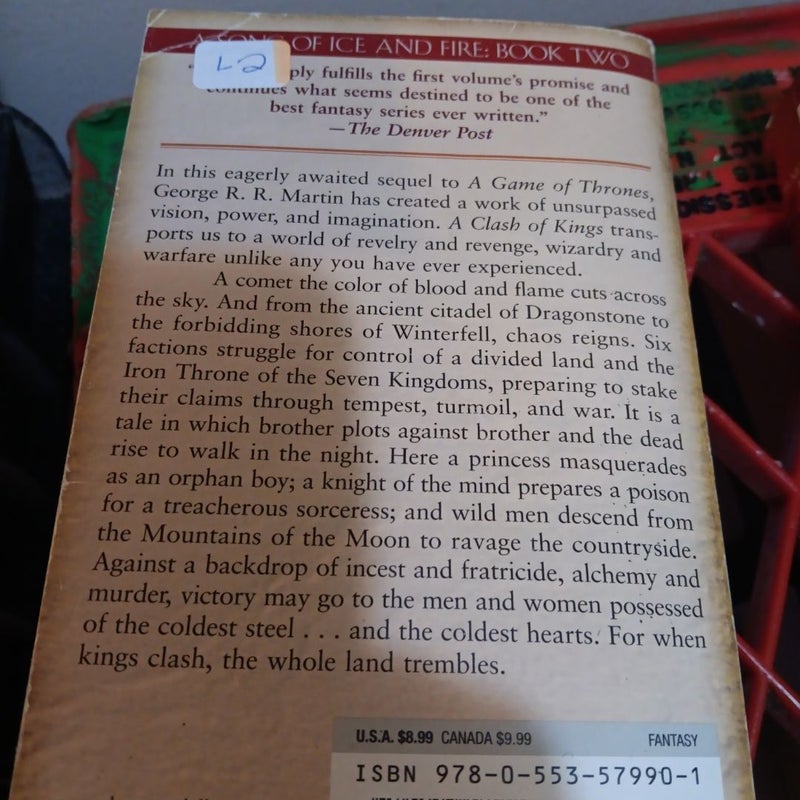 A SONG OF ICE AND FIRE: BOOK TWO
L2
ply fulfills the first volume's promise and
continues what seems destined to be one of the
best fantasy series ever written."
—The Denver Post
In this eagerly awaited sequel to A Game of Thrones,
George R. R. Martin has created a work of unsurpassed
vision, power, and imagination. A Clash of Kings trans-
ports us to a world of revelry and revenge, wizardry and
warfare unlike any you have ever experienced.
A comet the color of blood and flame cuts across
the sky. And from the ancient citadel of Dragonstone to
the forbidding shores of Winterfell, chaos reigns. Six
factions struggle for control of a divided land and the
Iron Throne of the Seven Kingdoms, preparing to stake
their claims through tempest, turmoil, and war. It is a
tale in which brother plots against brother and the dead
rise to walk in the night. Here a princess masquerades
as an orphan boy; a knight of the mind prepares a poison
for a treacherous sorceress; and wild men descend from
the Mountains of the Moon to ravage the countryside.
Against a backdrop of incest and fratricide, alchemy and
murder, victory may go to the men and women possessed
of the coldest steel . . . and the coldest hearts. For when
kings clash, the whole land trembles.
U.S.A. $8.99 CANADA $9.99 FANTASY
ISBN 978-0-553-57990-1